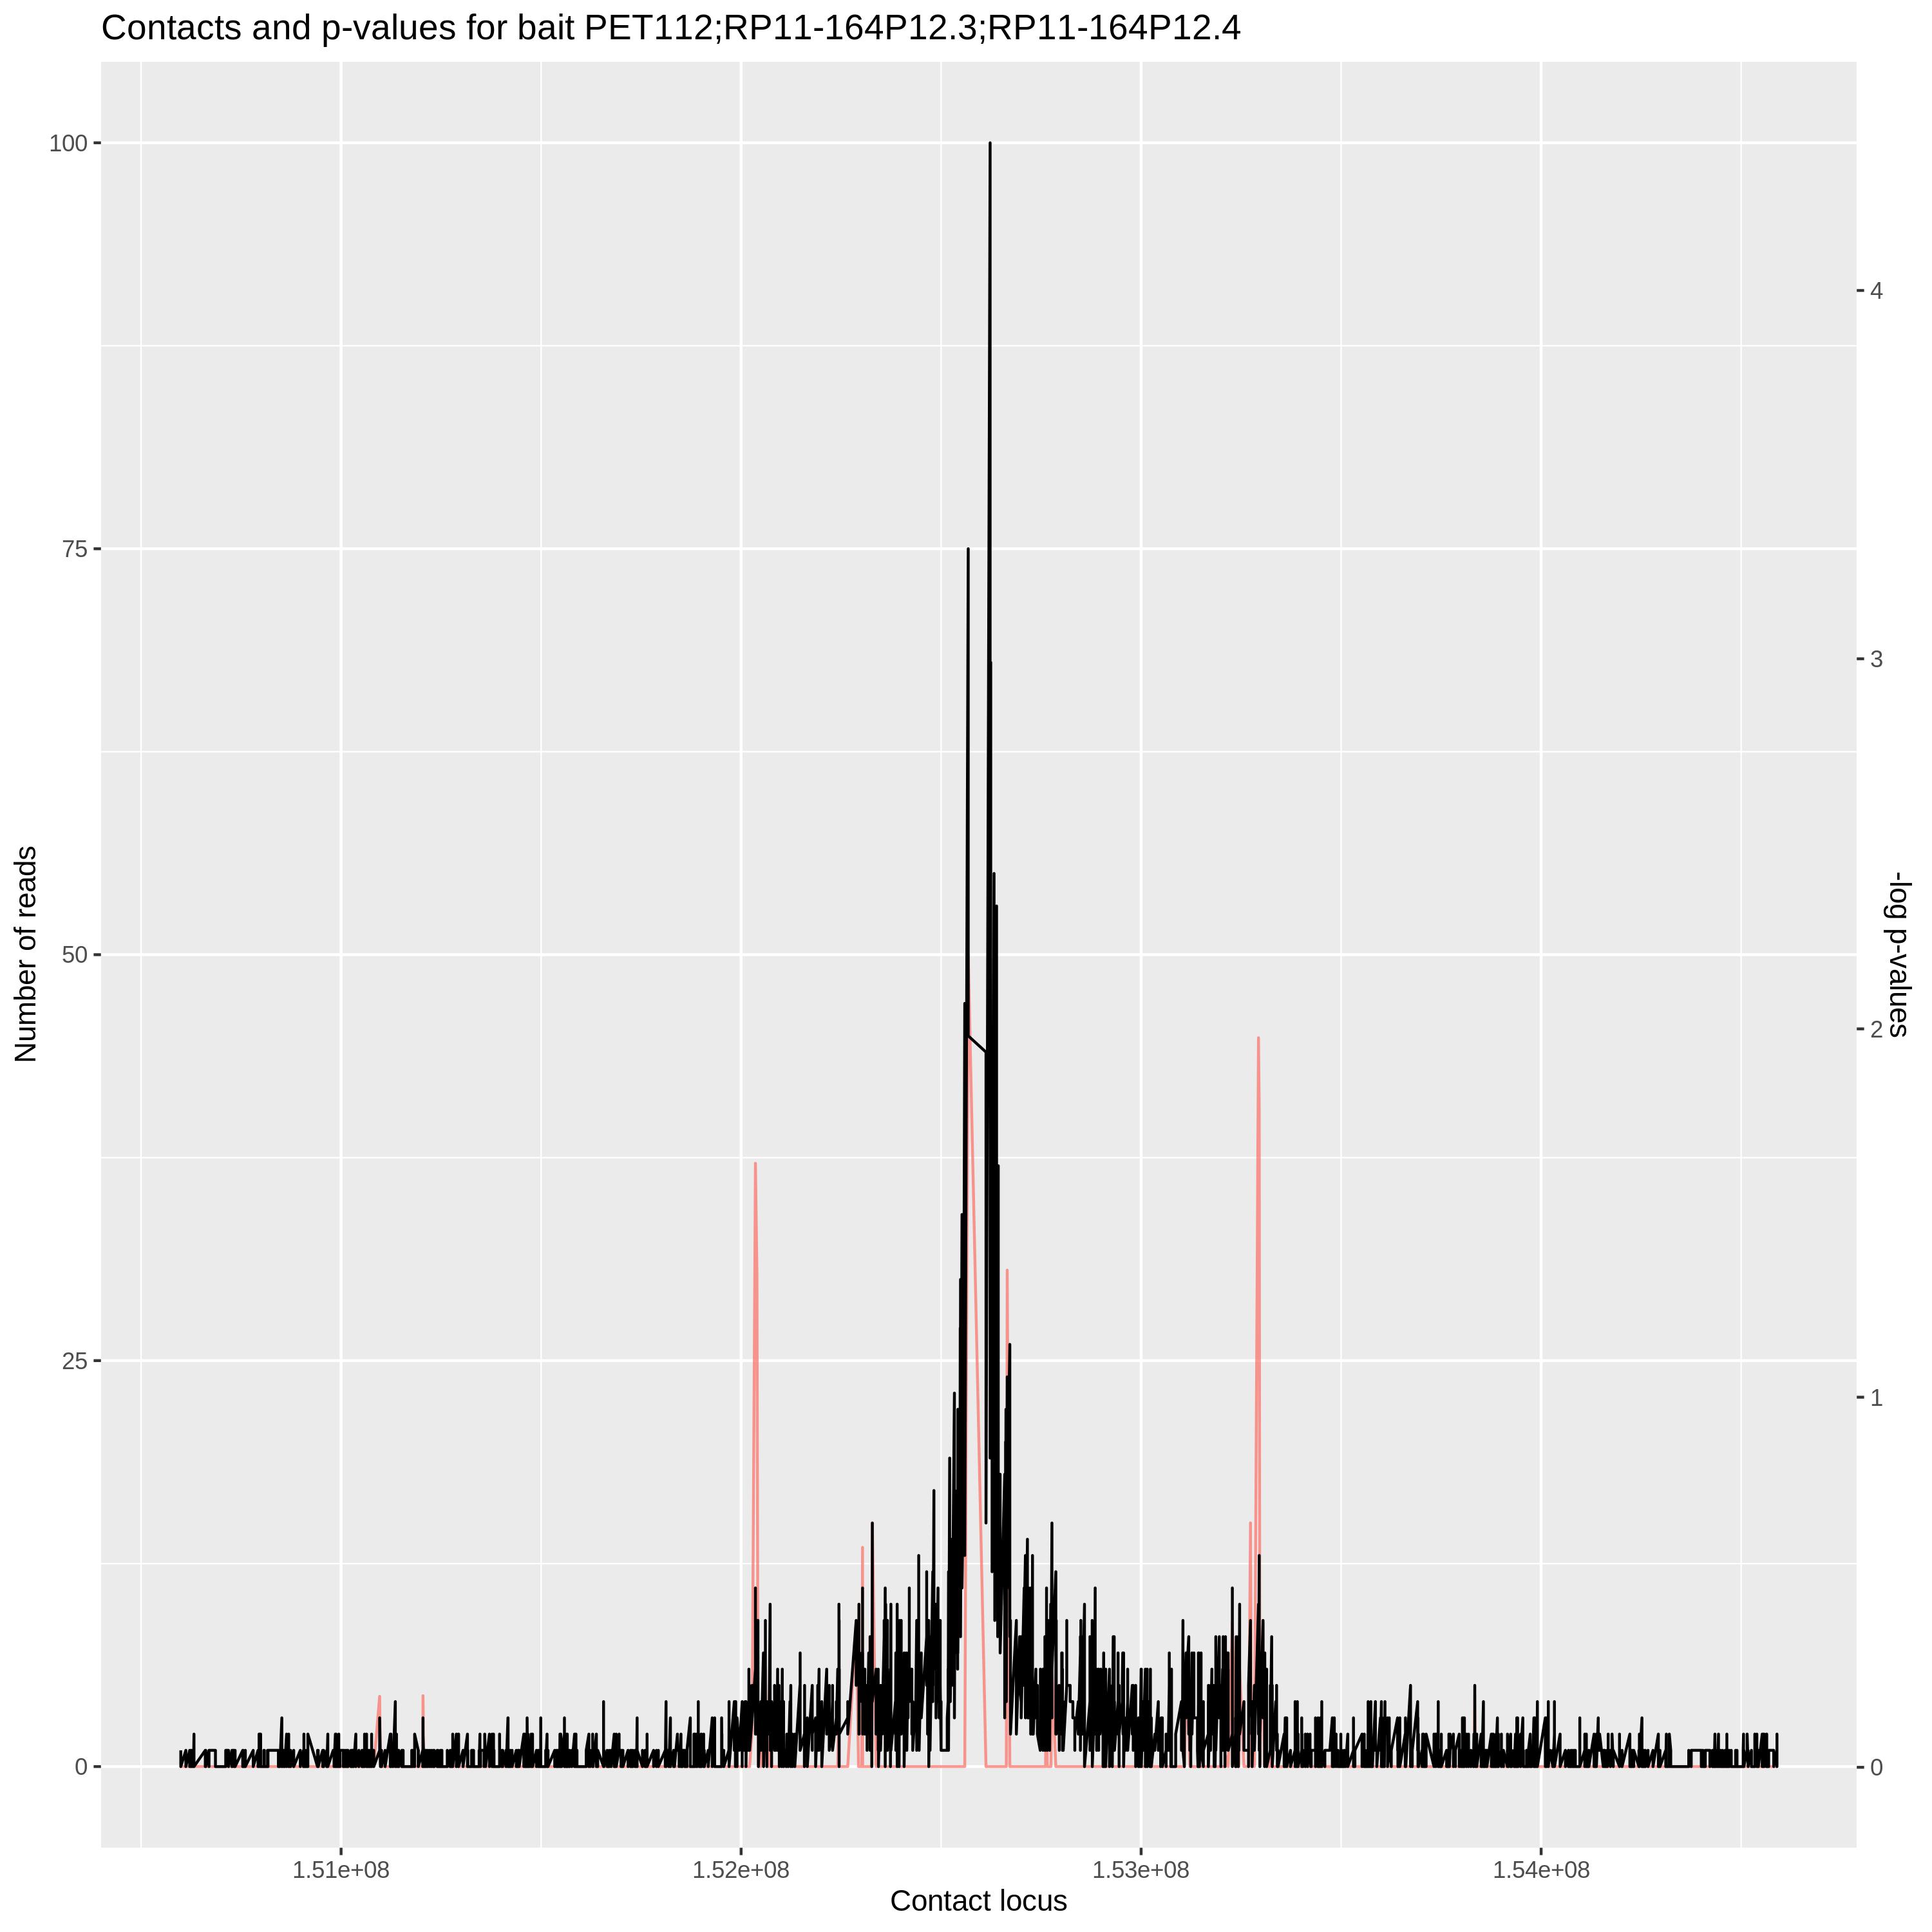 Contacts and p-values for bait PET112;RP11-164P12.3;RP11-164P12.4
100
75
50
25
0
Number of reads
4
3
2
1
0
-log p-values
1.51e+08
1.52e+08
1.53e+08
1.54e+08
Contact locus